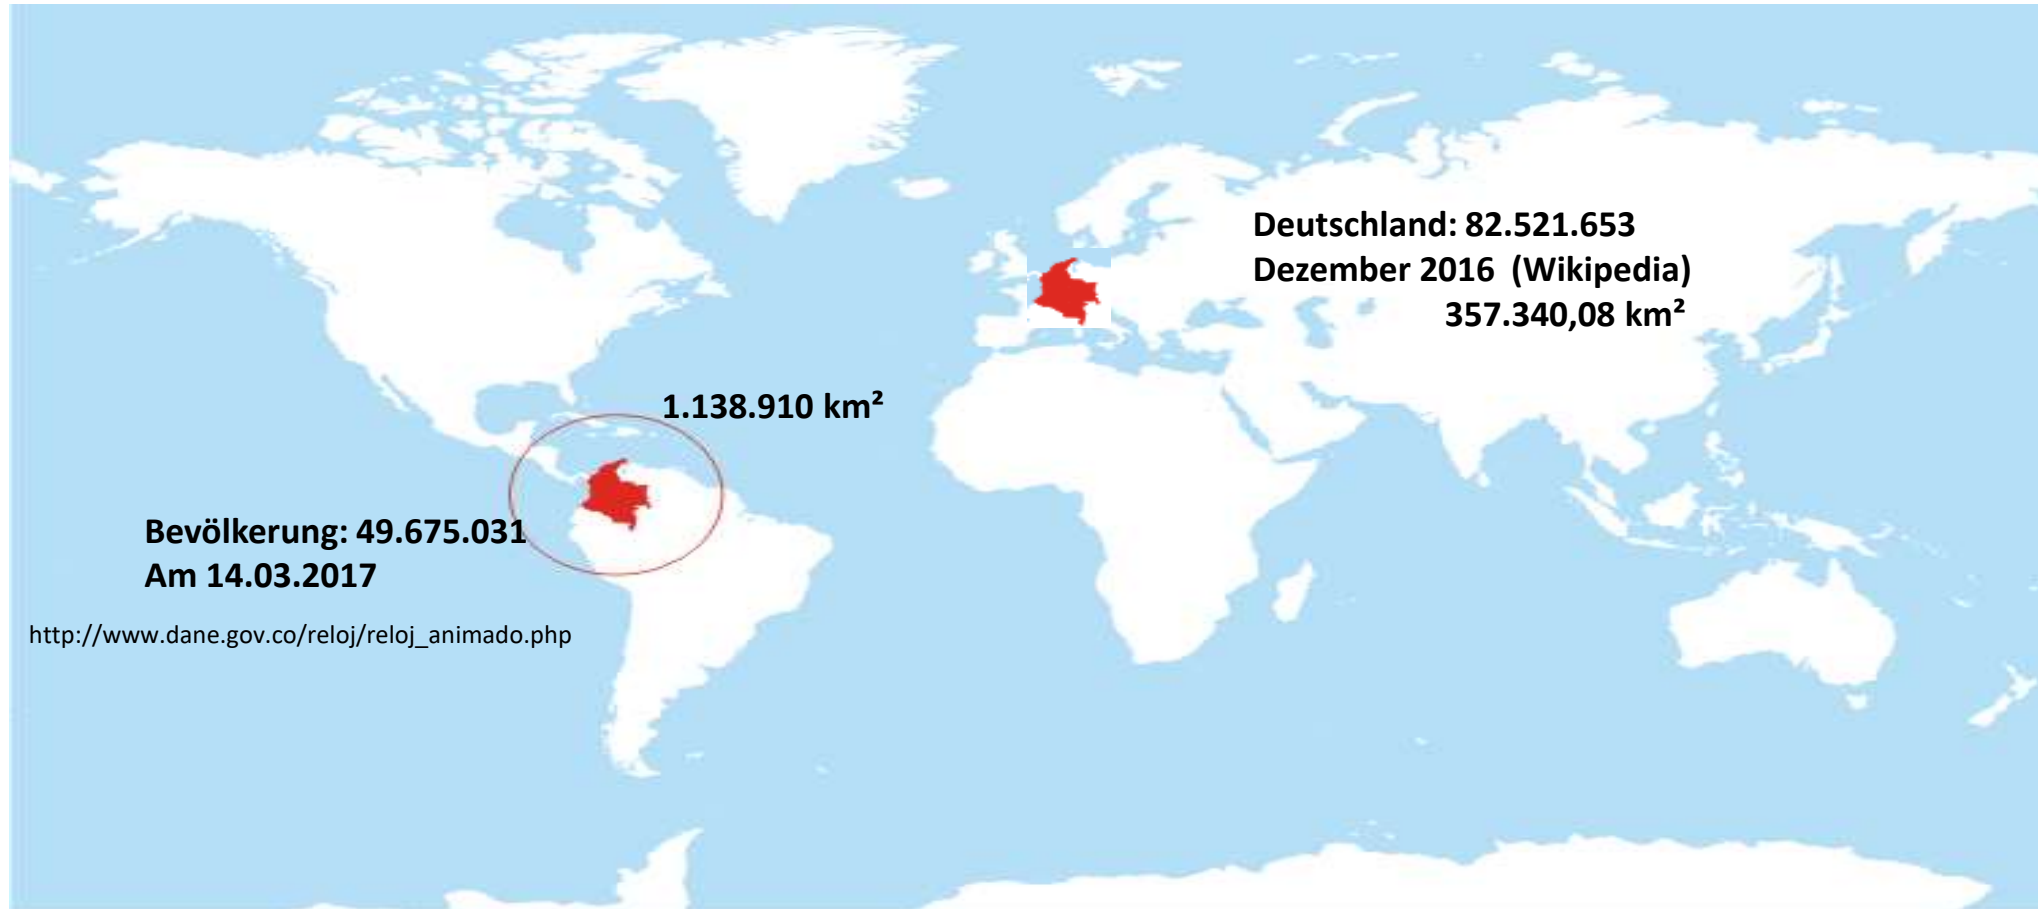 Deutschland: 82.521.653
Dezember 2016 (Wikipedia)
357.340,08 km²
1.138.910 km²
Bevölkerung: 49.675.031
Am 14.03.2017
http://www.dane.gov.co/reloj/reloj_animado.php